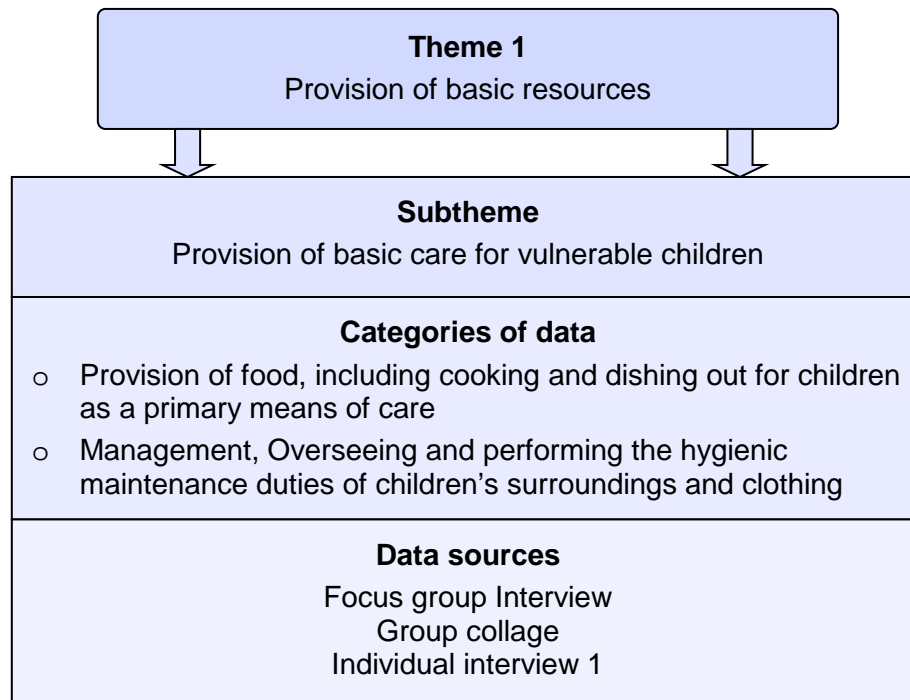 Theme 1
Provision of basic resources
Subtheme
Provision of basic care for vulnerable children
Categories of data
o Provision of food, including cooking and dishing out for children
as a primary means of care
o Management, Overseeing and performing the hygienic
maintenance duties of children’s surroundings and clothing
Data sources
Focus group Interview
Group collage
Individual interview 1